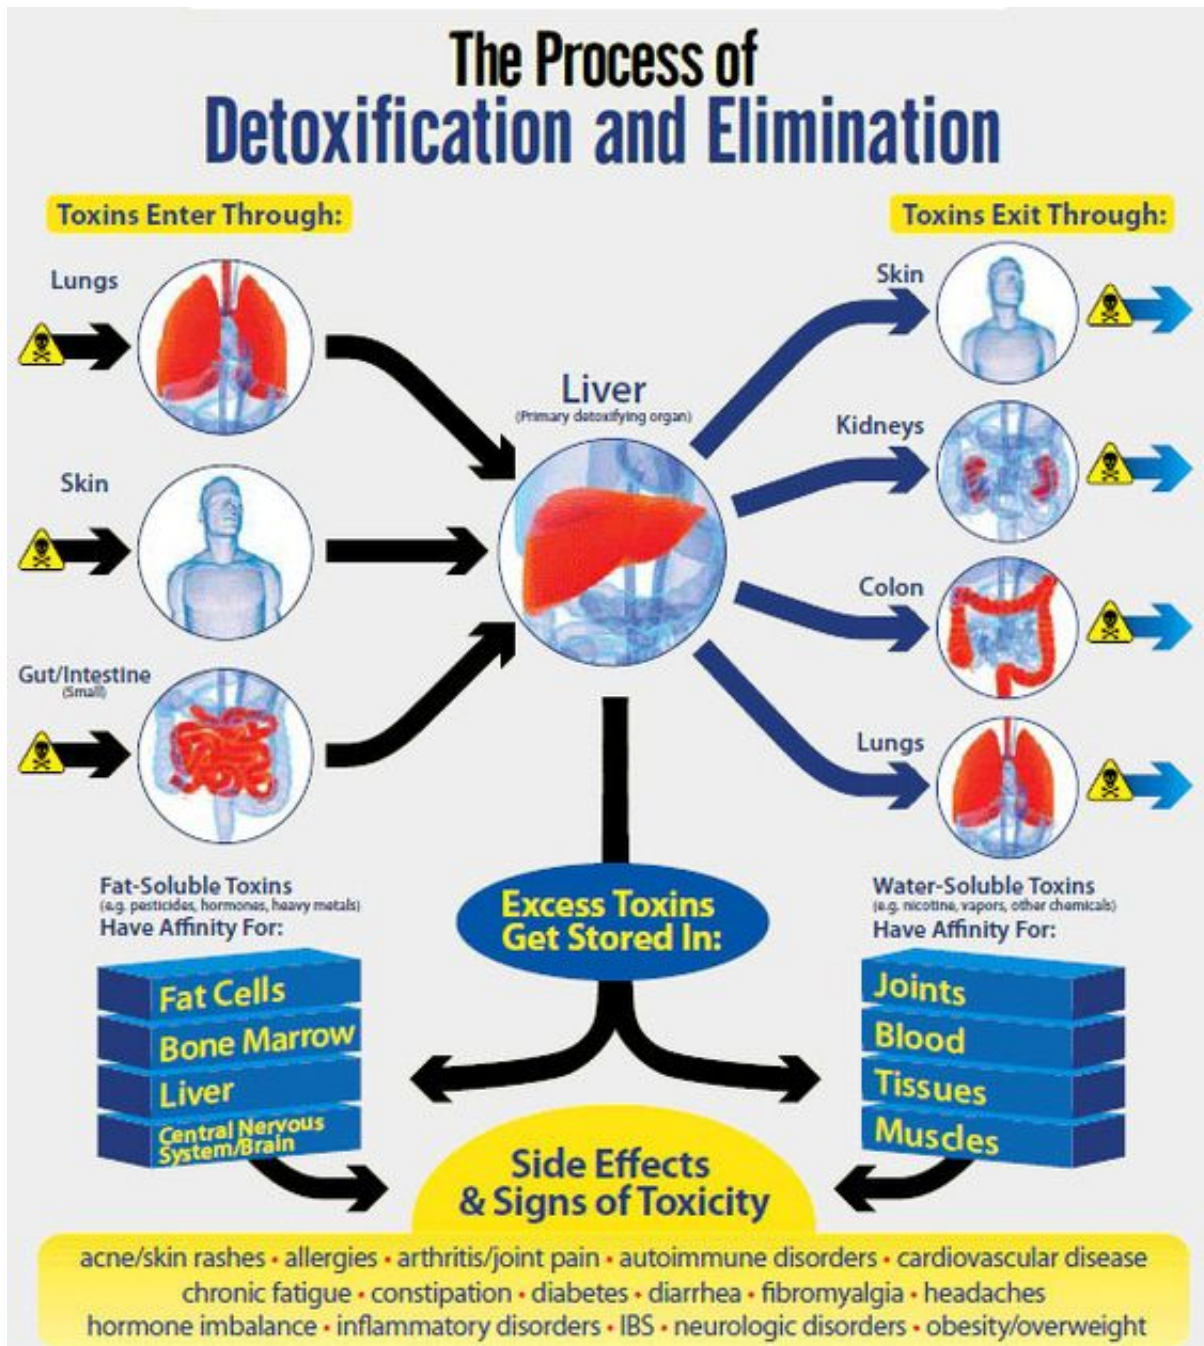 The Process of
Detoxification and Elimination
Toxins Enter Through:
Lungs
Skin
Gut/Intestine
(Small)
Liver
(Primary detoxifying organ)
Toxins Exit Through:
Skin
Kidneys
Colon
Lungs
Fat-Soluble Toxins
(e.g. pesticides, hormones, heavy metals)
Have Affinity For:
Fat Cells
Bone Marrow
Liver
Central Nervous
System/Brain
Excess Toxins
Get Stored In:
Water-Soluble Toxins
(e.g. nicotine, vapors, other chemicals)
Have Affinity For:
Joints
Blood
Tissues
Muscles
Side Effects
& Signs of Toxicity
acne/skin rashes • allergies • arthritis/joint pain • autoimmune disorders • cardiovascular disease
chronic fatigue • constipation • diabetes • diarrhea • fibromyalgia • headaches
hormone imbalance • inflammatory disorders • IBS • neurologic disorders • obesity/overweight